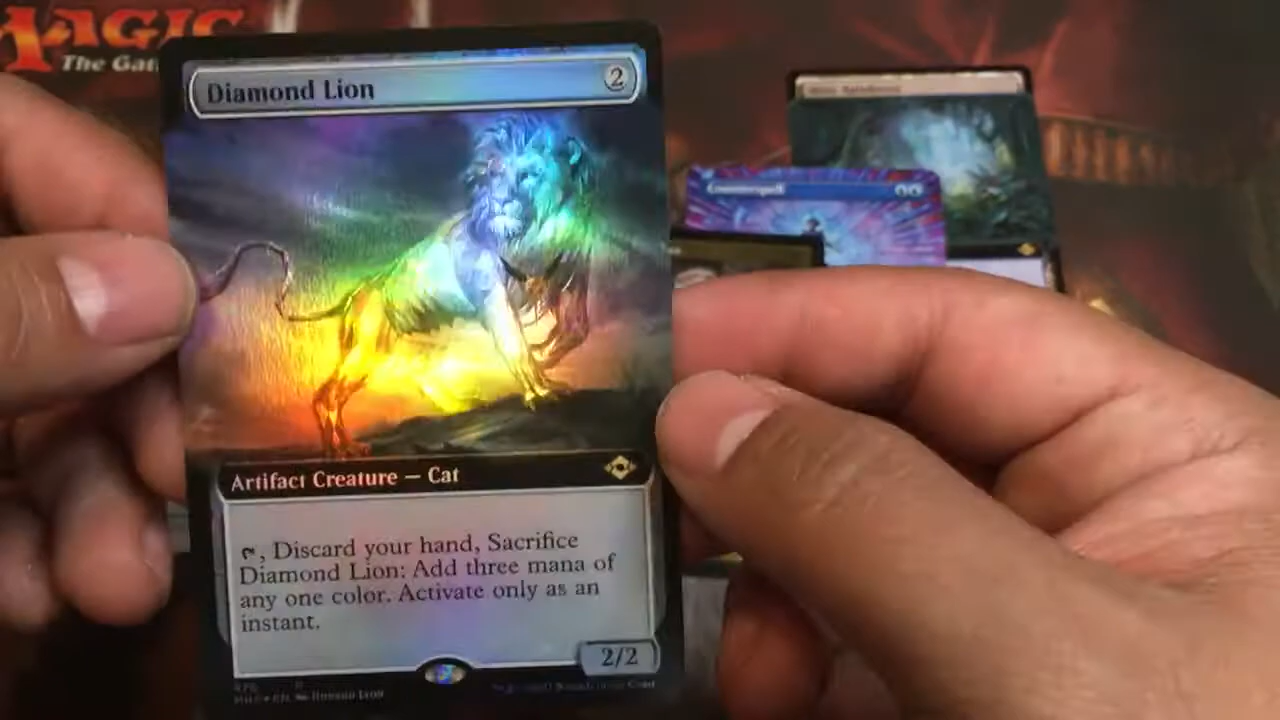 MAGIC
The Gat
Diamond Lion
2
Counterspell
Artifact Creature — Cat
, Discard your hand, Sacrifice
Diamond Lion: Add three mana of
any one color. Activate only as an
instant.
2/2